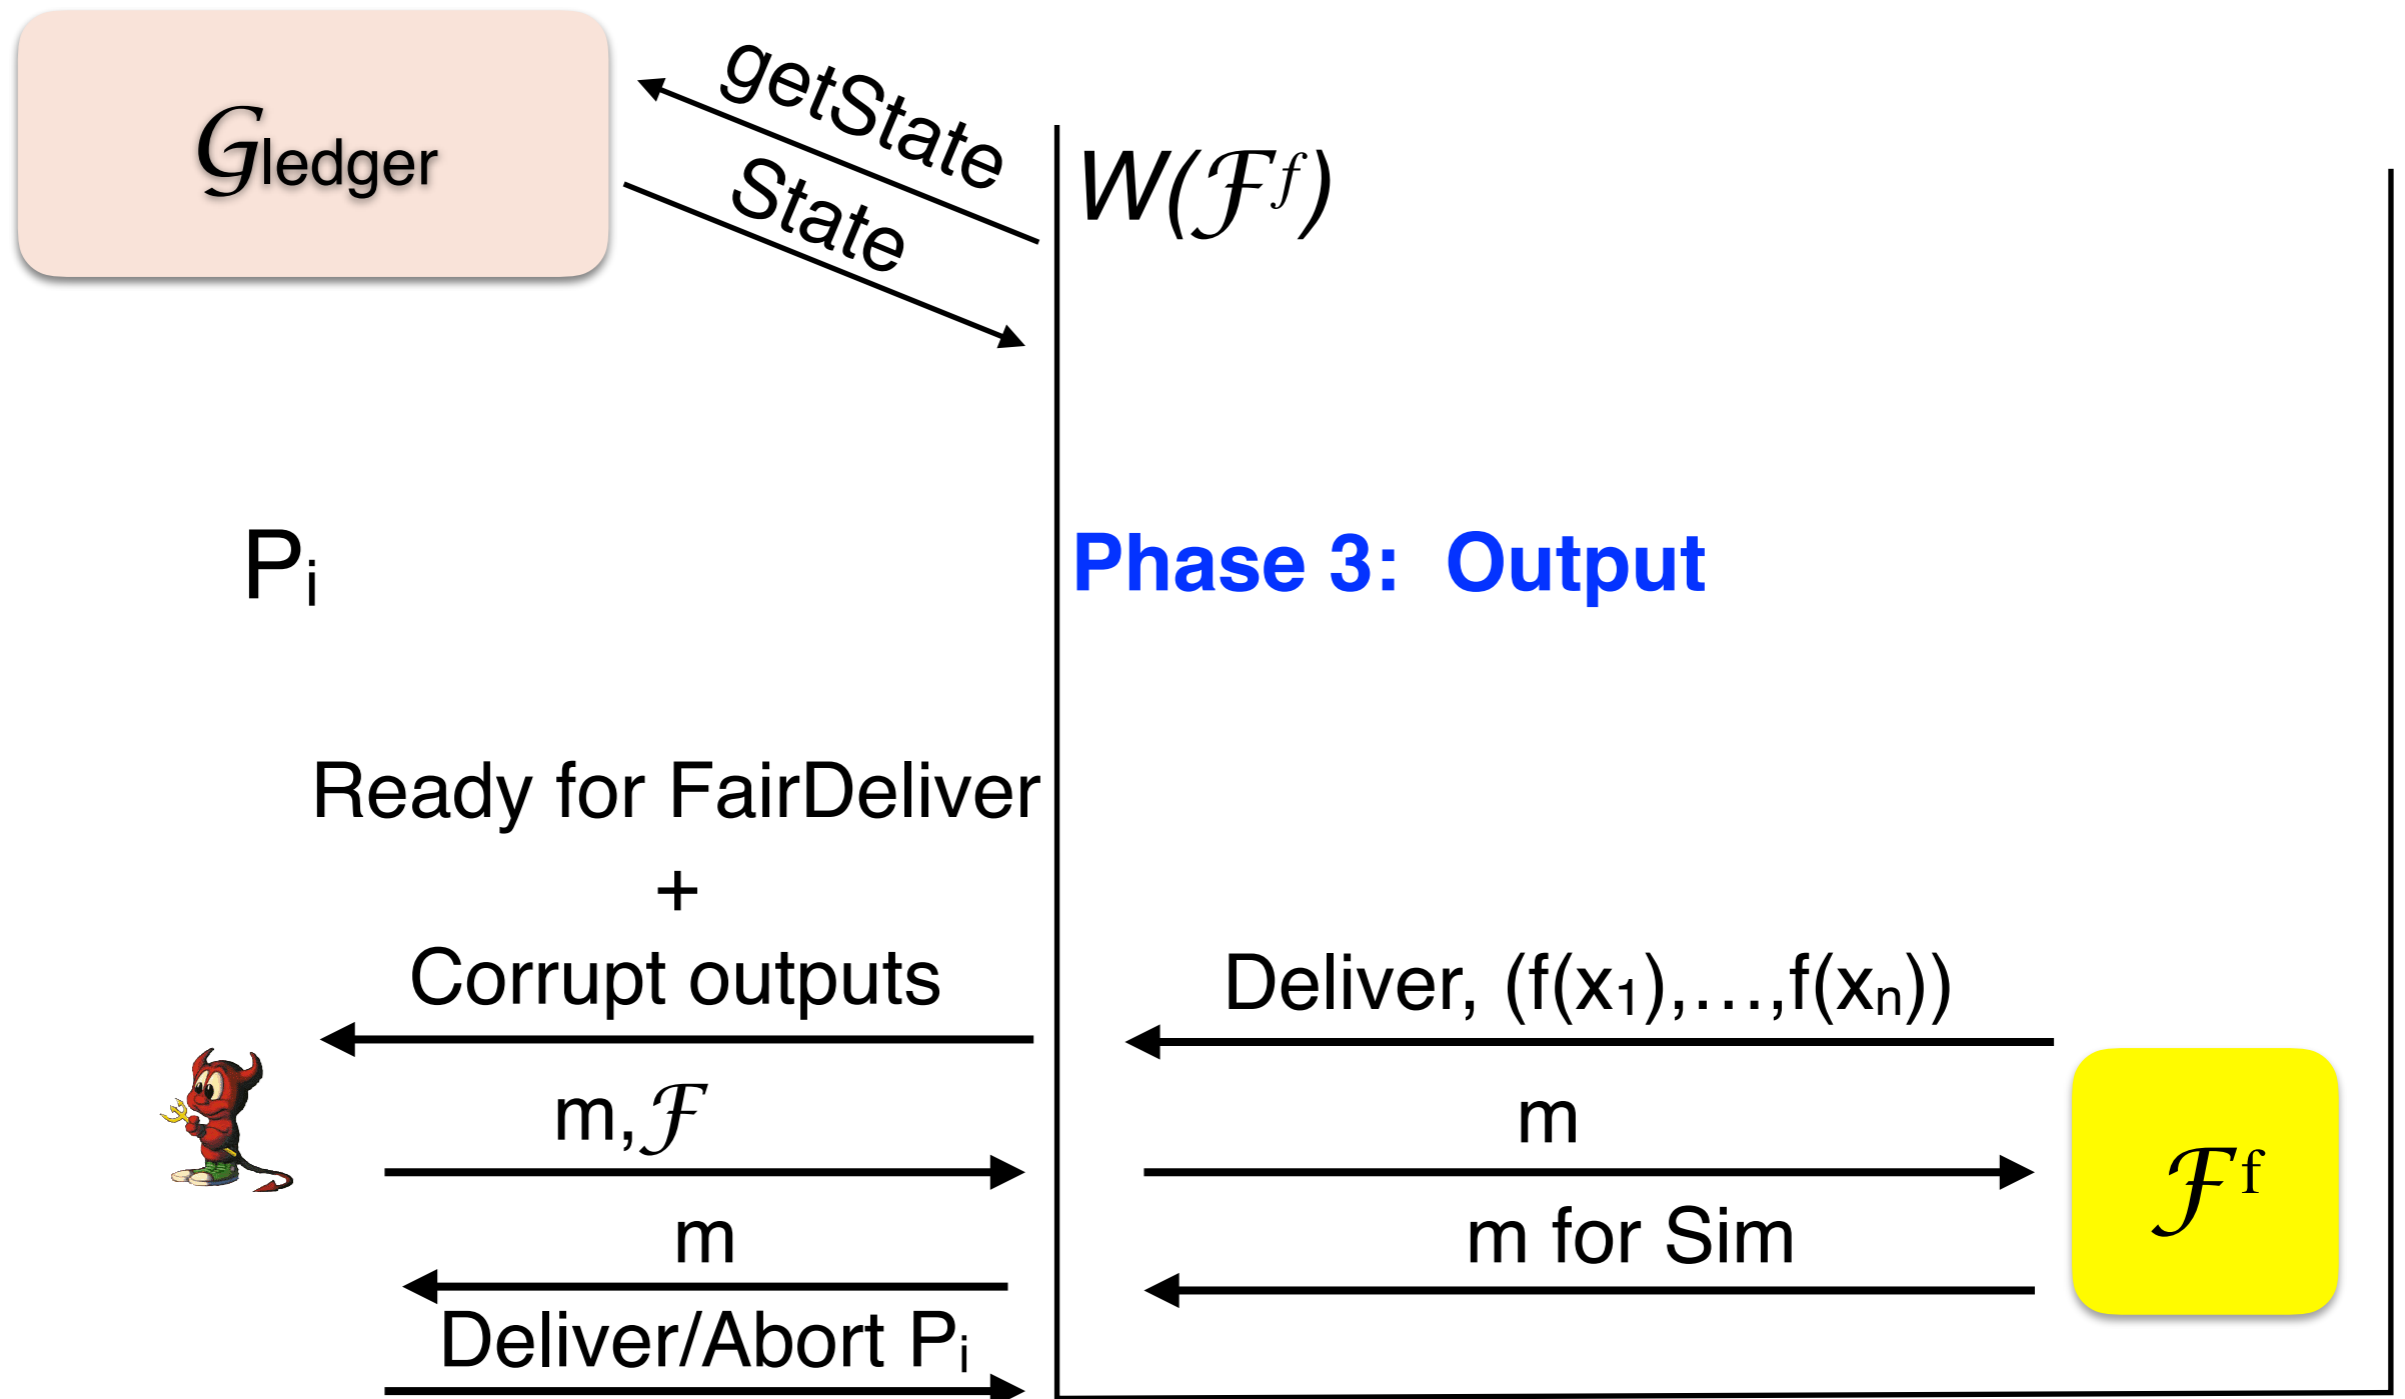 𝒢ledger
getState
State
W(ℱᶠ)
Pᵢ
Phase 3: Output
Ready for FairDeliver
+
Corrupt outputs
Deliver, (f(x₁),…,f(xₙ))
m,ℱ
m
m
m for Sim
ℱᶠ
Deliver/Abort Pᵢ